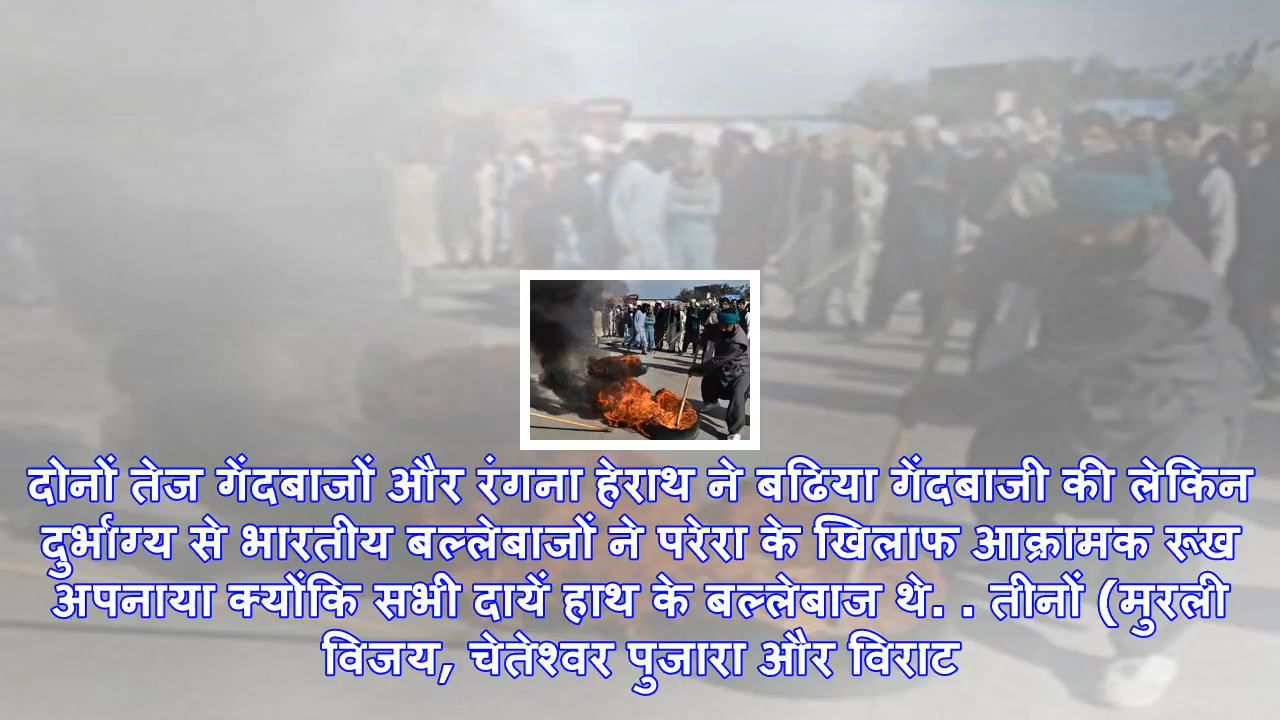 दोनों तेज गेंदबाजों और रंगना हेराथ ने बढिया गेंदबाजी की लेकिन
दुर्भाग्य से भारतीय बल्लेबाजों ने परेरा के खिलाफ आक्रामक रूख
अपनाया क्योंकि सभी दायें हाथ के बल्लेबाज थे. . तीनों (मुरली
विजय, चेतेश्वर पुजारा और विराट